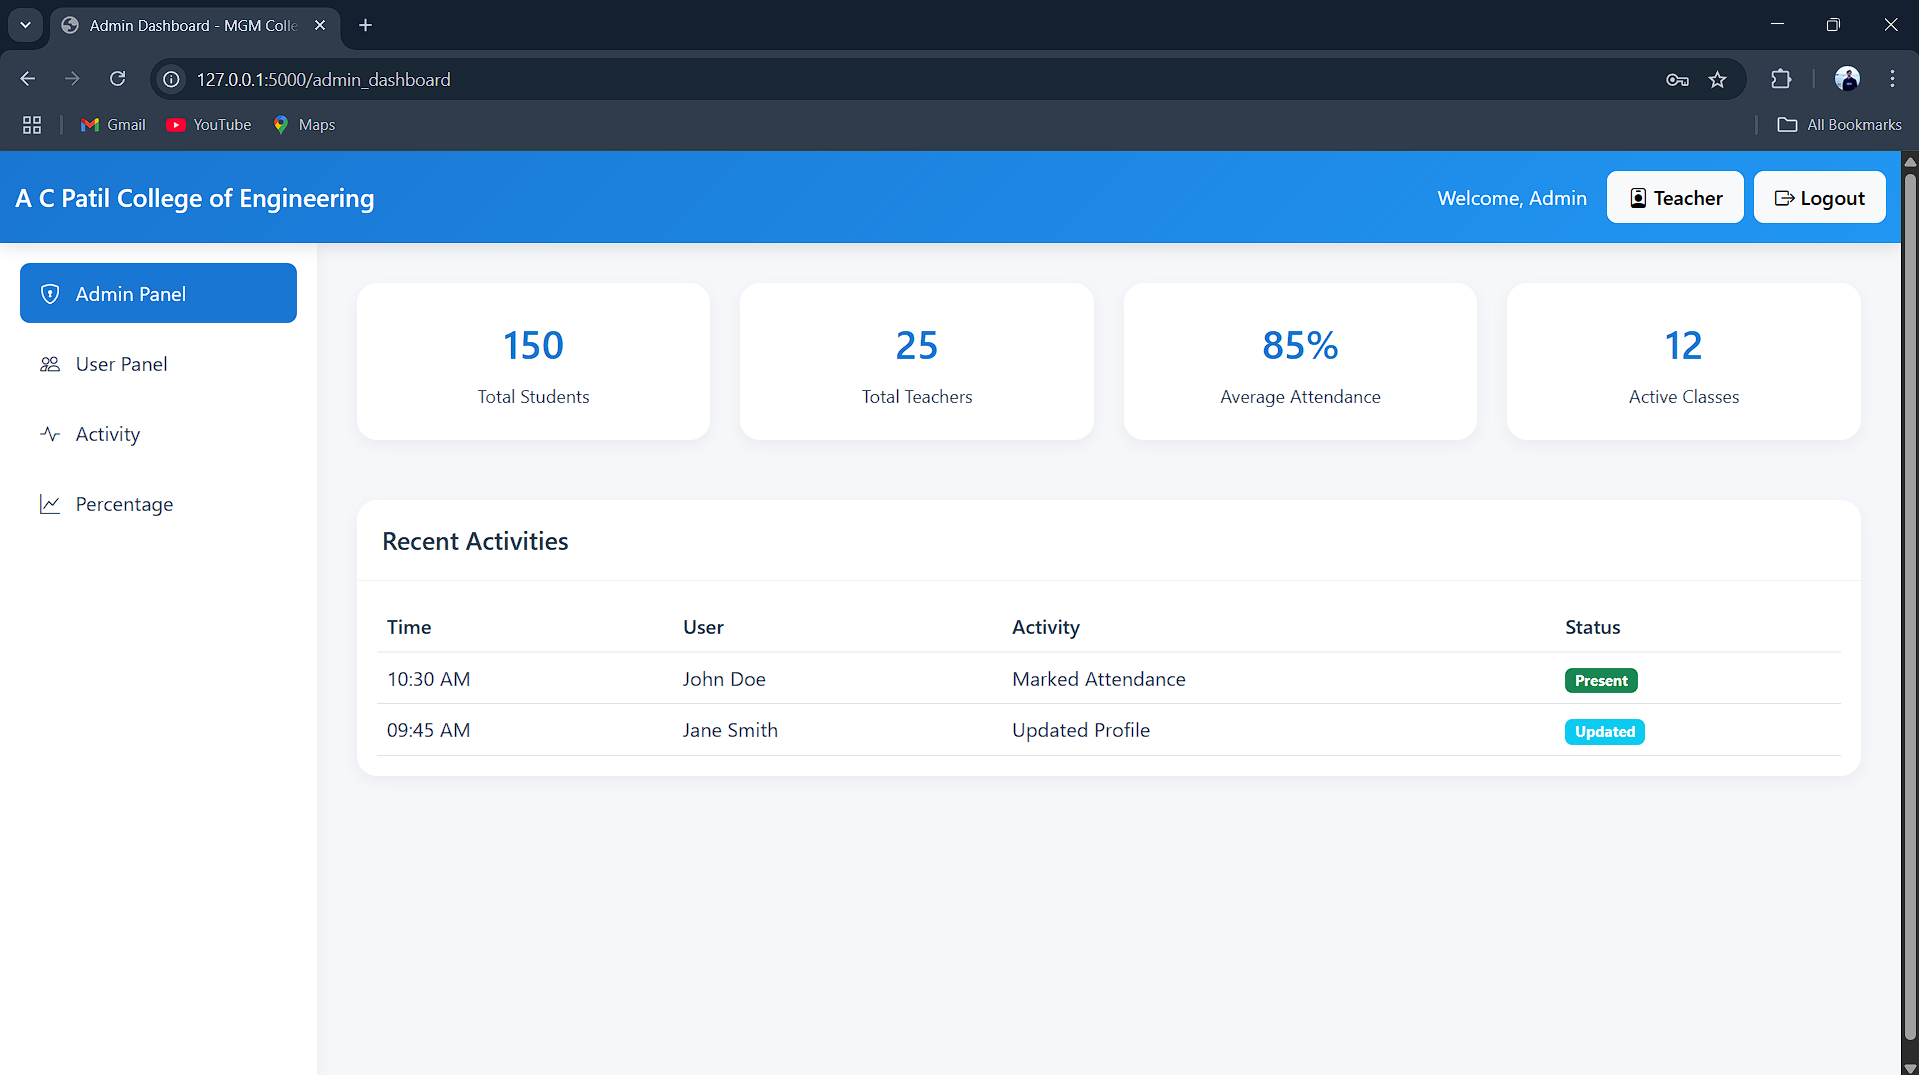 Admin Dashboard - MGM Colle
127.0.0.1:5000/admin_dashboard
Gmail YouTube Maps All Bookmarks
A C Patil College of Engineering Welcome, Admin Teacher Logout
Admin Panel
User Panel
Activity
Percentage
150 25 85% 12
Total Students Total Teachers Average Attendance Active Classes
Recent Activities
Time User Activity Status
10:30 AM John Doe Marked Attendance Present
09:45 AM Jane Smith Updated Profile Updated